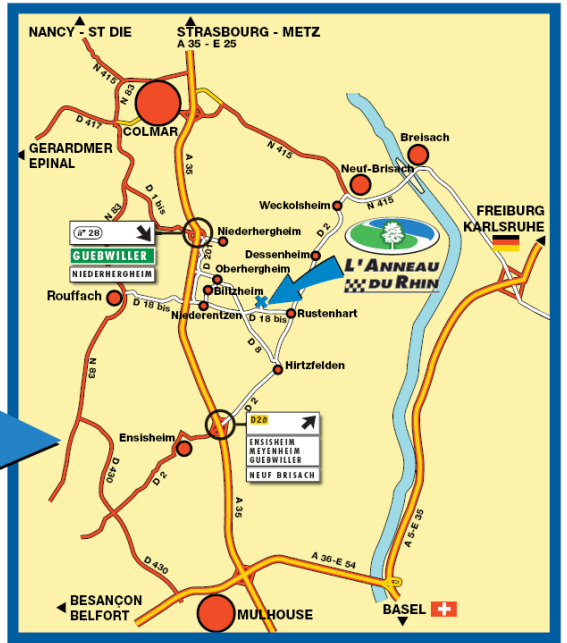 NANCY - ST DIE
STRASBOURG - METZ
A 35 - E 25
N 415
N 83
D 417
COLMAR
GERARDMER
EPINAL
A 35
N 415
Breisach
Neuf-Brisach
N 415
D 1 bis
Weckolsheim
N 83
D 2
FREIBURG
KARLSRUHE
28
GUEBWILLER
NIEDERHERGHEIM
Niederhergheim
D 201
Dessenheim
L'ANNEAU
DU RHIN
Oberhergheim
Biltzheim
Rouffach
D 18 bis
Niederentzen
D 18 bis
Rustenhart
D 8
N 83
Hirtzfelden
D 2
D2b
ENSISHEIM
MEYENHEIM
GUEBWILLER
NEUF BRISACH
Ensisheim
D 430
D 2
A 35
A 5-E 35
A 36-E 54
D 430
BESANÇON
BELFORT
MULHOUSE
BASEL